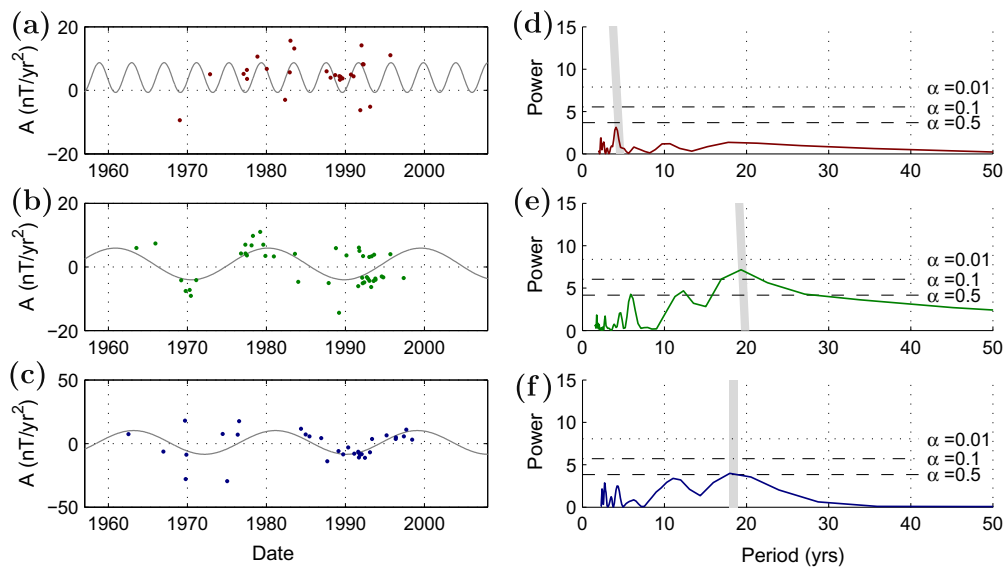 (a)
A (nT/yr²)
20
0
−20
1960 1970 1980 1990 2000
(b)
A (nT/yr²)
20
0
−20
1960 1970 1980 1990 2000
(c)
A (nT/yr²)
50
0
−50
1960 1970 1980 1990 2000
Date
(d)
Power
15
10
5
0
α =0.01
α =0.1
α =0.5
0 10 20 30 40 50
(e)
Power
15
10
5
0
α =0.01
α =0.1
α =0.5
0 10 20 30 40 50
(f)
Power
15
10
5
0
α =0.01
α =0.1
α =0.5
0 10 20 30 40 50
Period (yrs)